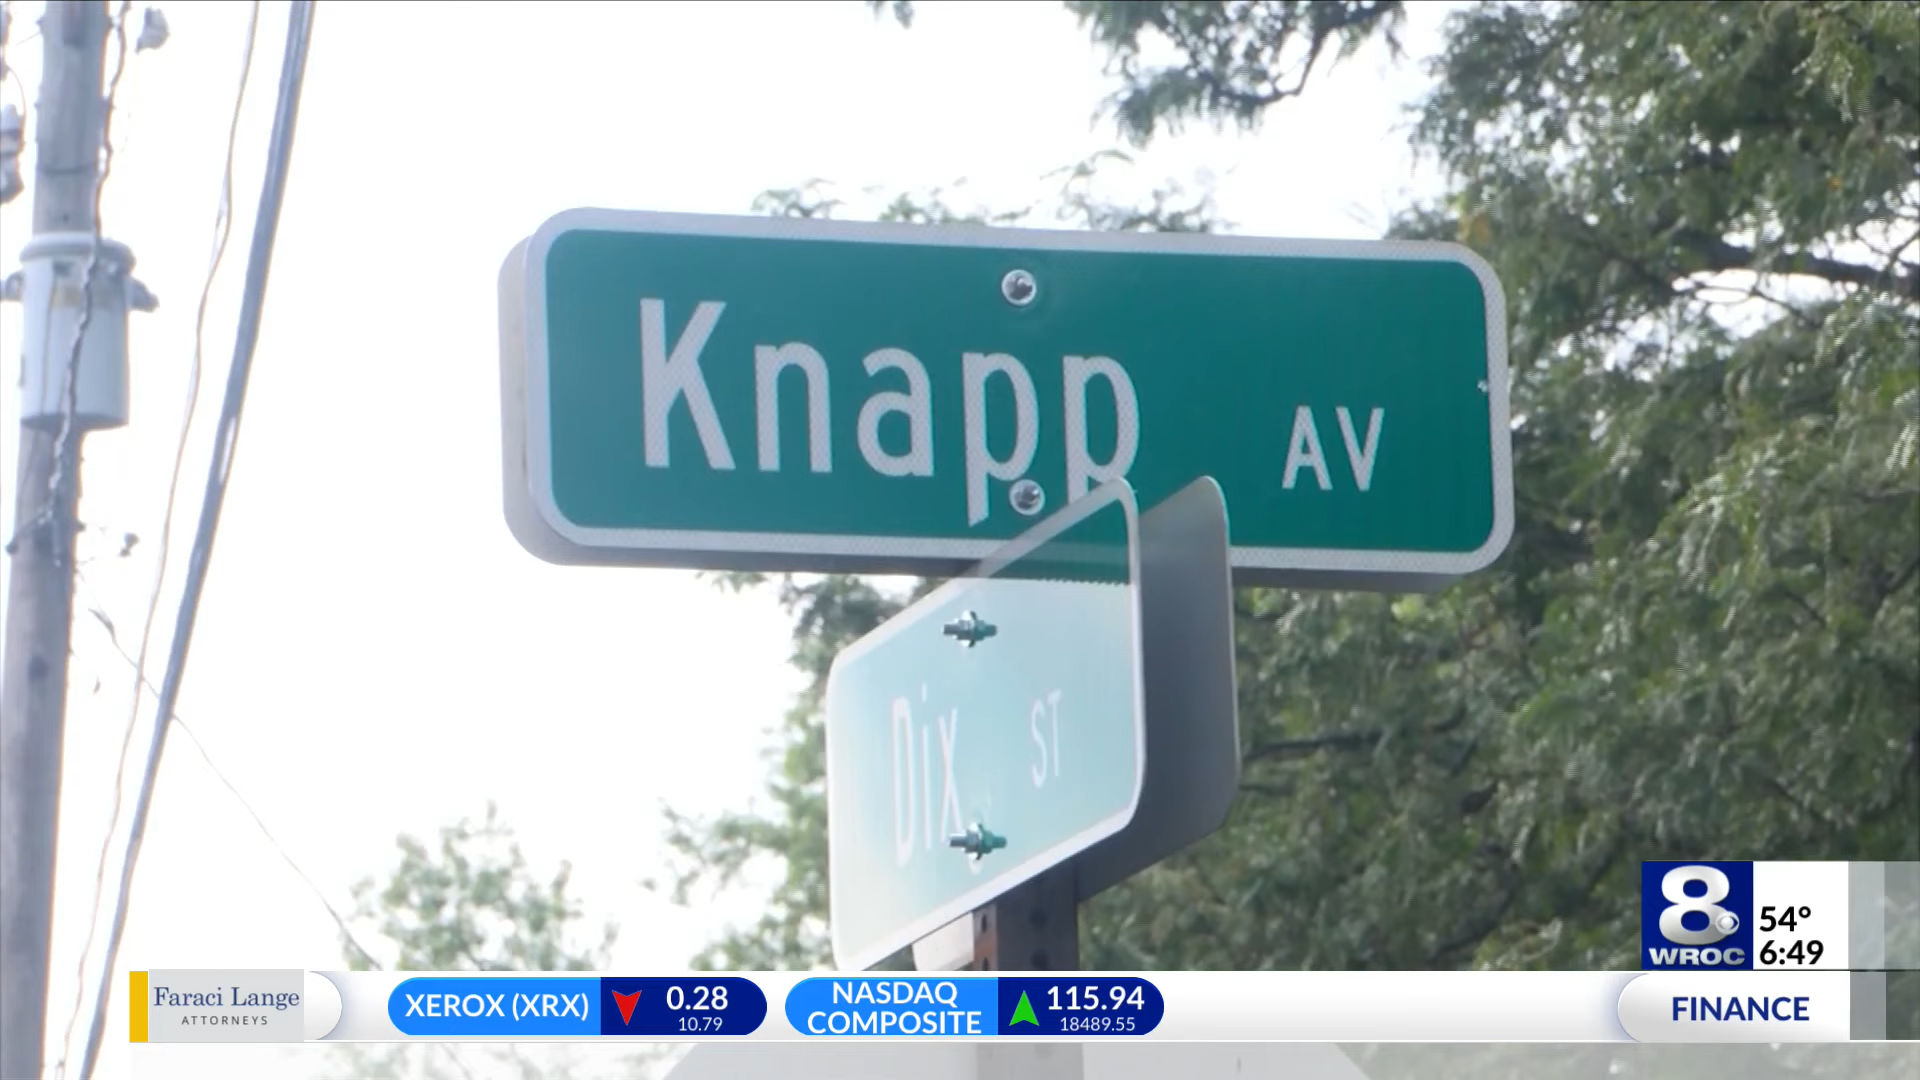 Knapp AV
Dix ST
8
WROC
54°
6:49
Faraci Lange
ATTORNEYS
XEROX (XRX)
0.28
10.79
NASDAQ
COMPOSITE
115.94
18489.55
FINANCE